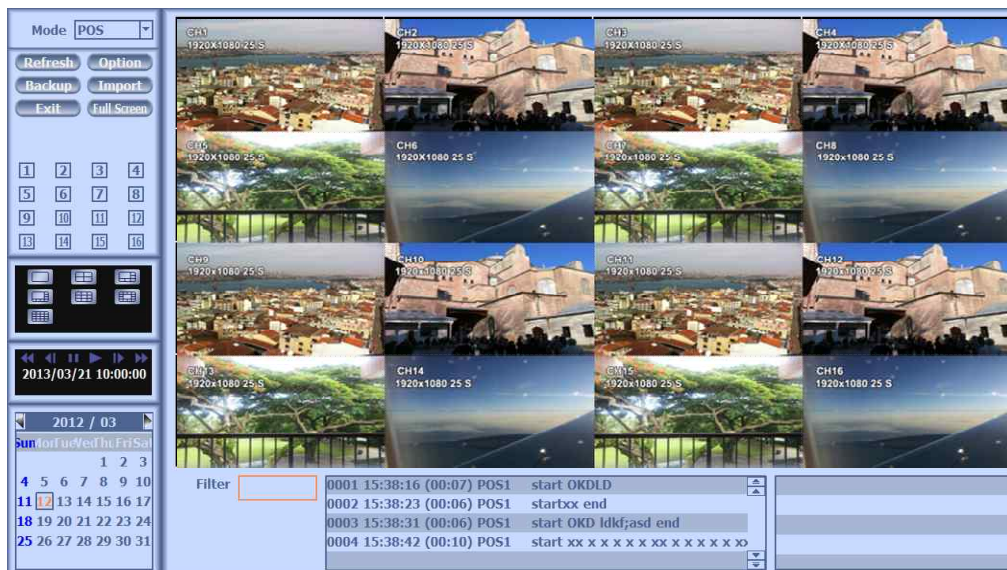 Mode POS
Refresh Option
Backup Import
Exit Full Screen
1 2 3 4
5 6 7 8
9 10 11 12
13 14 15 16
2013/03/21 10:00:00
2012 / 03
Sun Mon Tue Wed Thu Fri Sat
1 2 3
4 5 6 7 8 9 10
11 12 13 14 15 16 17
18 19 20 21 22 23 24
25 26 27 28 29 30 31
CH1 CH2 CH3 CH4
1920X1080 25 S 1920X1080 25 S 1920X1080 25 S 1920X1080 25 S
CH5 CH6 CH7 CH8
1920X1080 25 S 1920X1080 25 S 1920x1080 25 S 1920x1080 25 S
CH9 CH10 CH11 CH12
1920x1080 25 S 1920x1080 25 S 1920x1080 25 S 1920x1080 25 S
CH13 CH14 CH15 CH16
1920x1080 25 S 1920x1080 25 S 1920x1080 25 S 1920x1080 25 S
Filter
0001 15:38:16 (00:07) POS1 start OKDLD
0002 15:38:23 (00:06) POS1 startxx end
0003 15:38:31 (00:06) POS1 start OKD ldkf;asd end
0004 15:38:42 (00:10) POS1 start xx x x x x x xx x x x x x xx